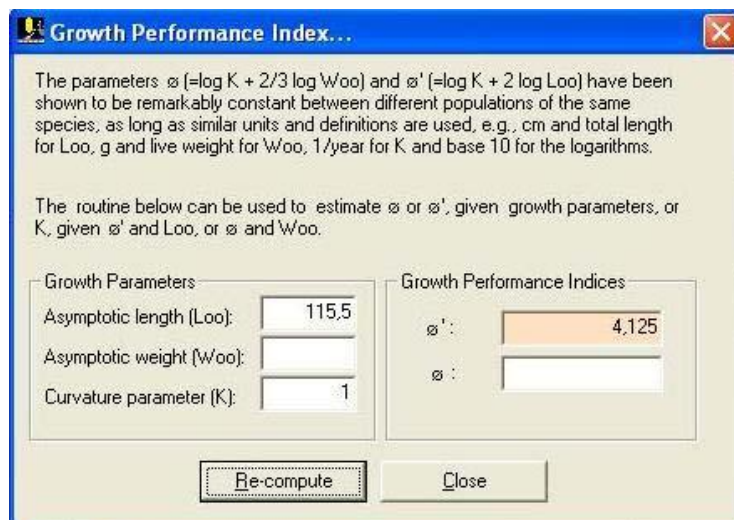 Growth Performance Index...
The parameters ø (=log K + 2/3 log Woo) and ø' (=log K + 2 log Loo) have been
shown to be remarkably constant between different populations of the same
species, as long as similar units and definitions are used, e.g., cm and total length
for Loo, g and live weight for Woo, 1/year for K and base 10 for the logarithms.
The routine below can be used to estimate ø or ø', given growth parameters, or
K, given ø' and Loo, or ø and Woo.
Growth Parameters
Asymptotic length (Loo): 115,5
Asymptotic weight (Woo):
Curvature parameter (K): 1
Growth Performance Indices
ø': 4,125
ø :
Re-compute Close